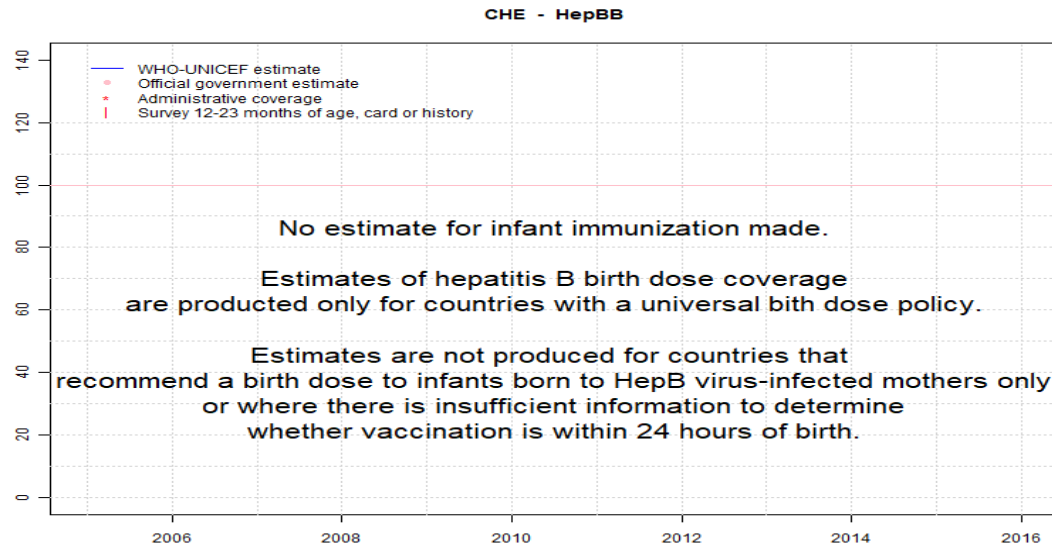 CHE - HepBB
WHO-UNICEF estimate
Official government estimate
Administrative coverage
Survey 12-23 months of age, card or history
No estimate for infant immunization made.
Estimates of hepatitis B birth dose coverage
are producted only for countries with a universal bith dose policy.
Estimates are not produced for countries that
recommend a birth dose to infants born to HepB virus-infected mothers only
or where there is insufficient information to determine
whether vaccination is within 24 hours of birth.
140
120
100
80
60
40
20
0
2006 2008 2010 2012 2014 2016